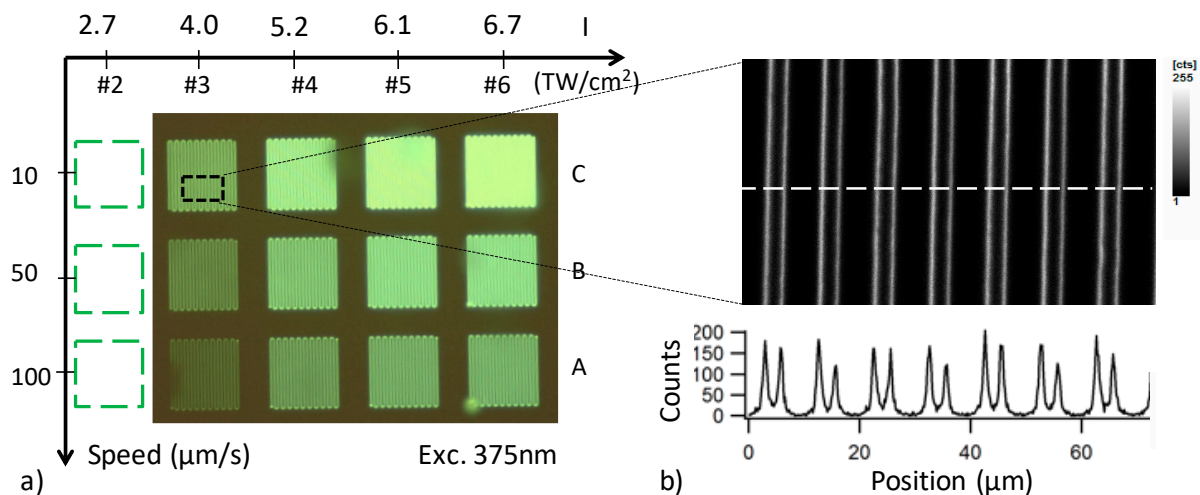 2.7 4.0 5.2 6.1 6.7 I
#2 #3 #4 #5 #6 (TW/cm²)
10 C
50 B
100 A
Speed (μm/s) Exc. 375nm
a)
[cts]
255
1
200
150
100
50
0
Counts
0 20 40 60
Position (μm)
b)